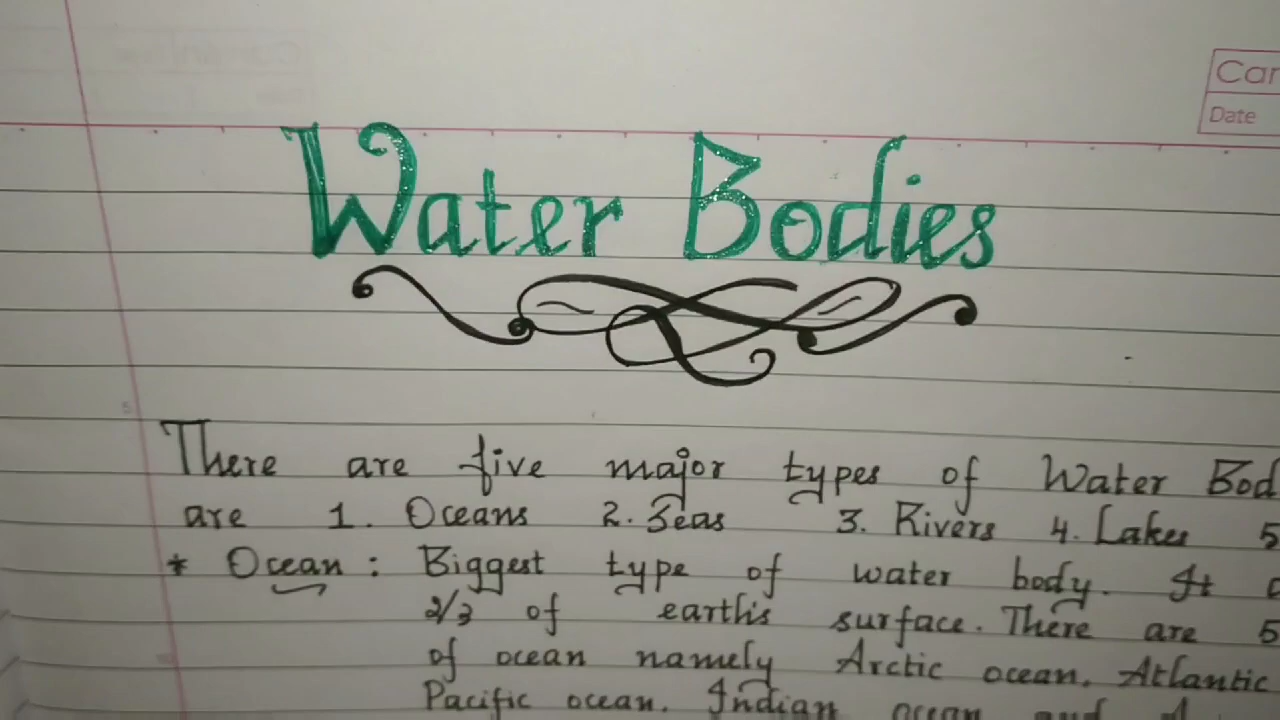 Car
Date
Water Bodies
There are five major types of Water Bod
are 1. Oceans 2. Seas 3. Rivers 4. Lakes 5
* Ocean : Biggest type of water body. It
2/3 of earth's surface. There are 5
of ocean namely Arctic ocean, Atlantic
Pacific ocean, Indian ocean and